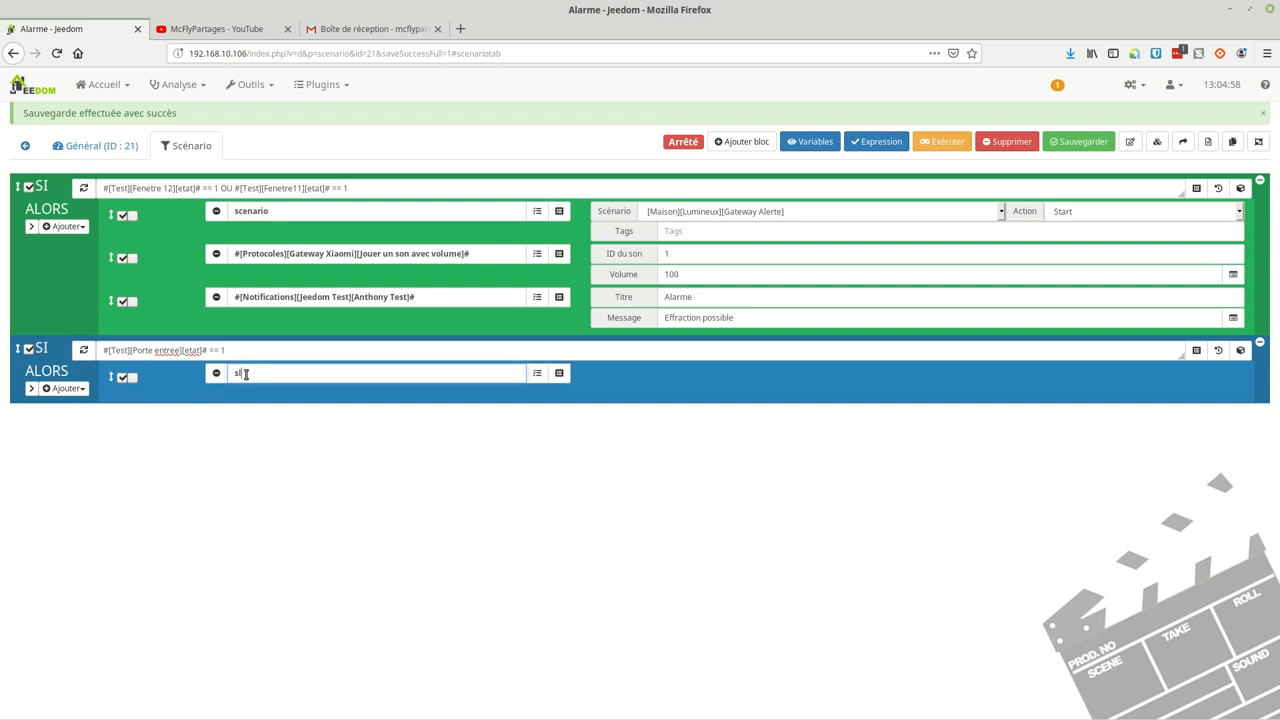 Alarme - Jeedom - Mozilla Firefox
Alarme - Jeedom
McFlyPartages - YouTube
Boîte de réception - mcflypar
192.168.10.106/index.php?v=d&p=scenario&id=21&saveSuccessFull=1#scenariotab
1
JEEDOM
Accueil
Analyse
Outils
Plugins
1
13:04:58
Sauvegarde effectuée avec succès
Général (ID : 21)
Scénario
Arrêté
Ajouter bloc
Variables
Expression
Exécuter
Supprimer
Sauvegarder
SI
#[Test][Fenetre 12][etat]# == 1 OU #[Test][Fenetre11][etat]# == 1
ALORS
Ajouter
scenario
Scénario
[Maison][Lumineux][Gateway Alerte]
Action
Start
Tags
Tags
#[Protocoles][Gateway Xiaomi][Jouer un son avec volume]#
ID du son
1
Volume
100
#[Notifications][Jeedom Test][Anthony Test]#
Titre
Alarme
Message
Effraction possible
SI
#[Test][Porte entree][etat]# == 1
ALORS
Ajouter
sl
PROD. NO
SCENE
TAKE
ROLL
SOUND